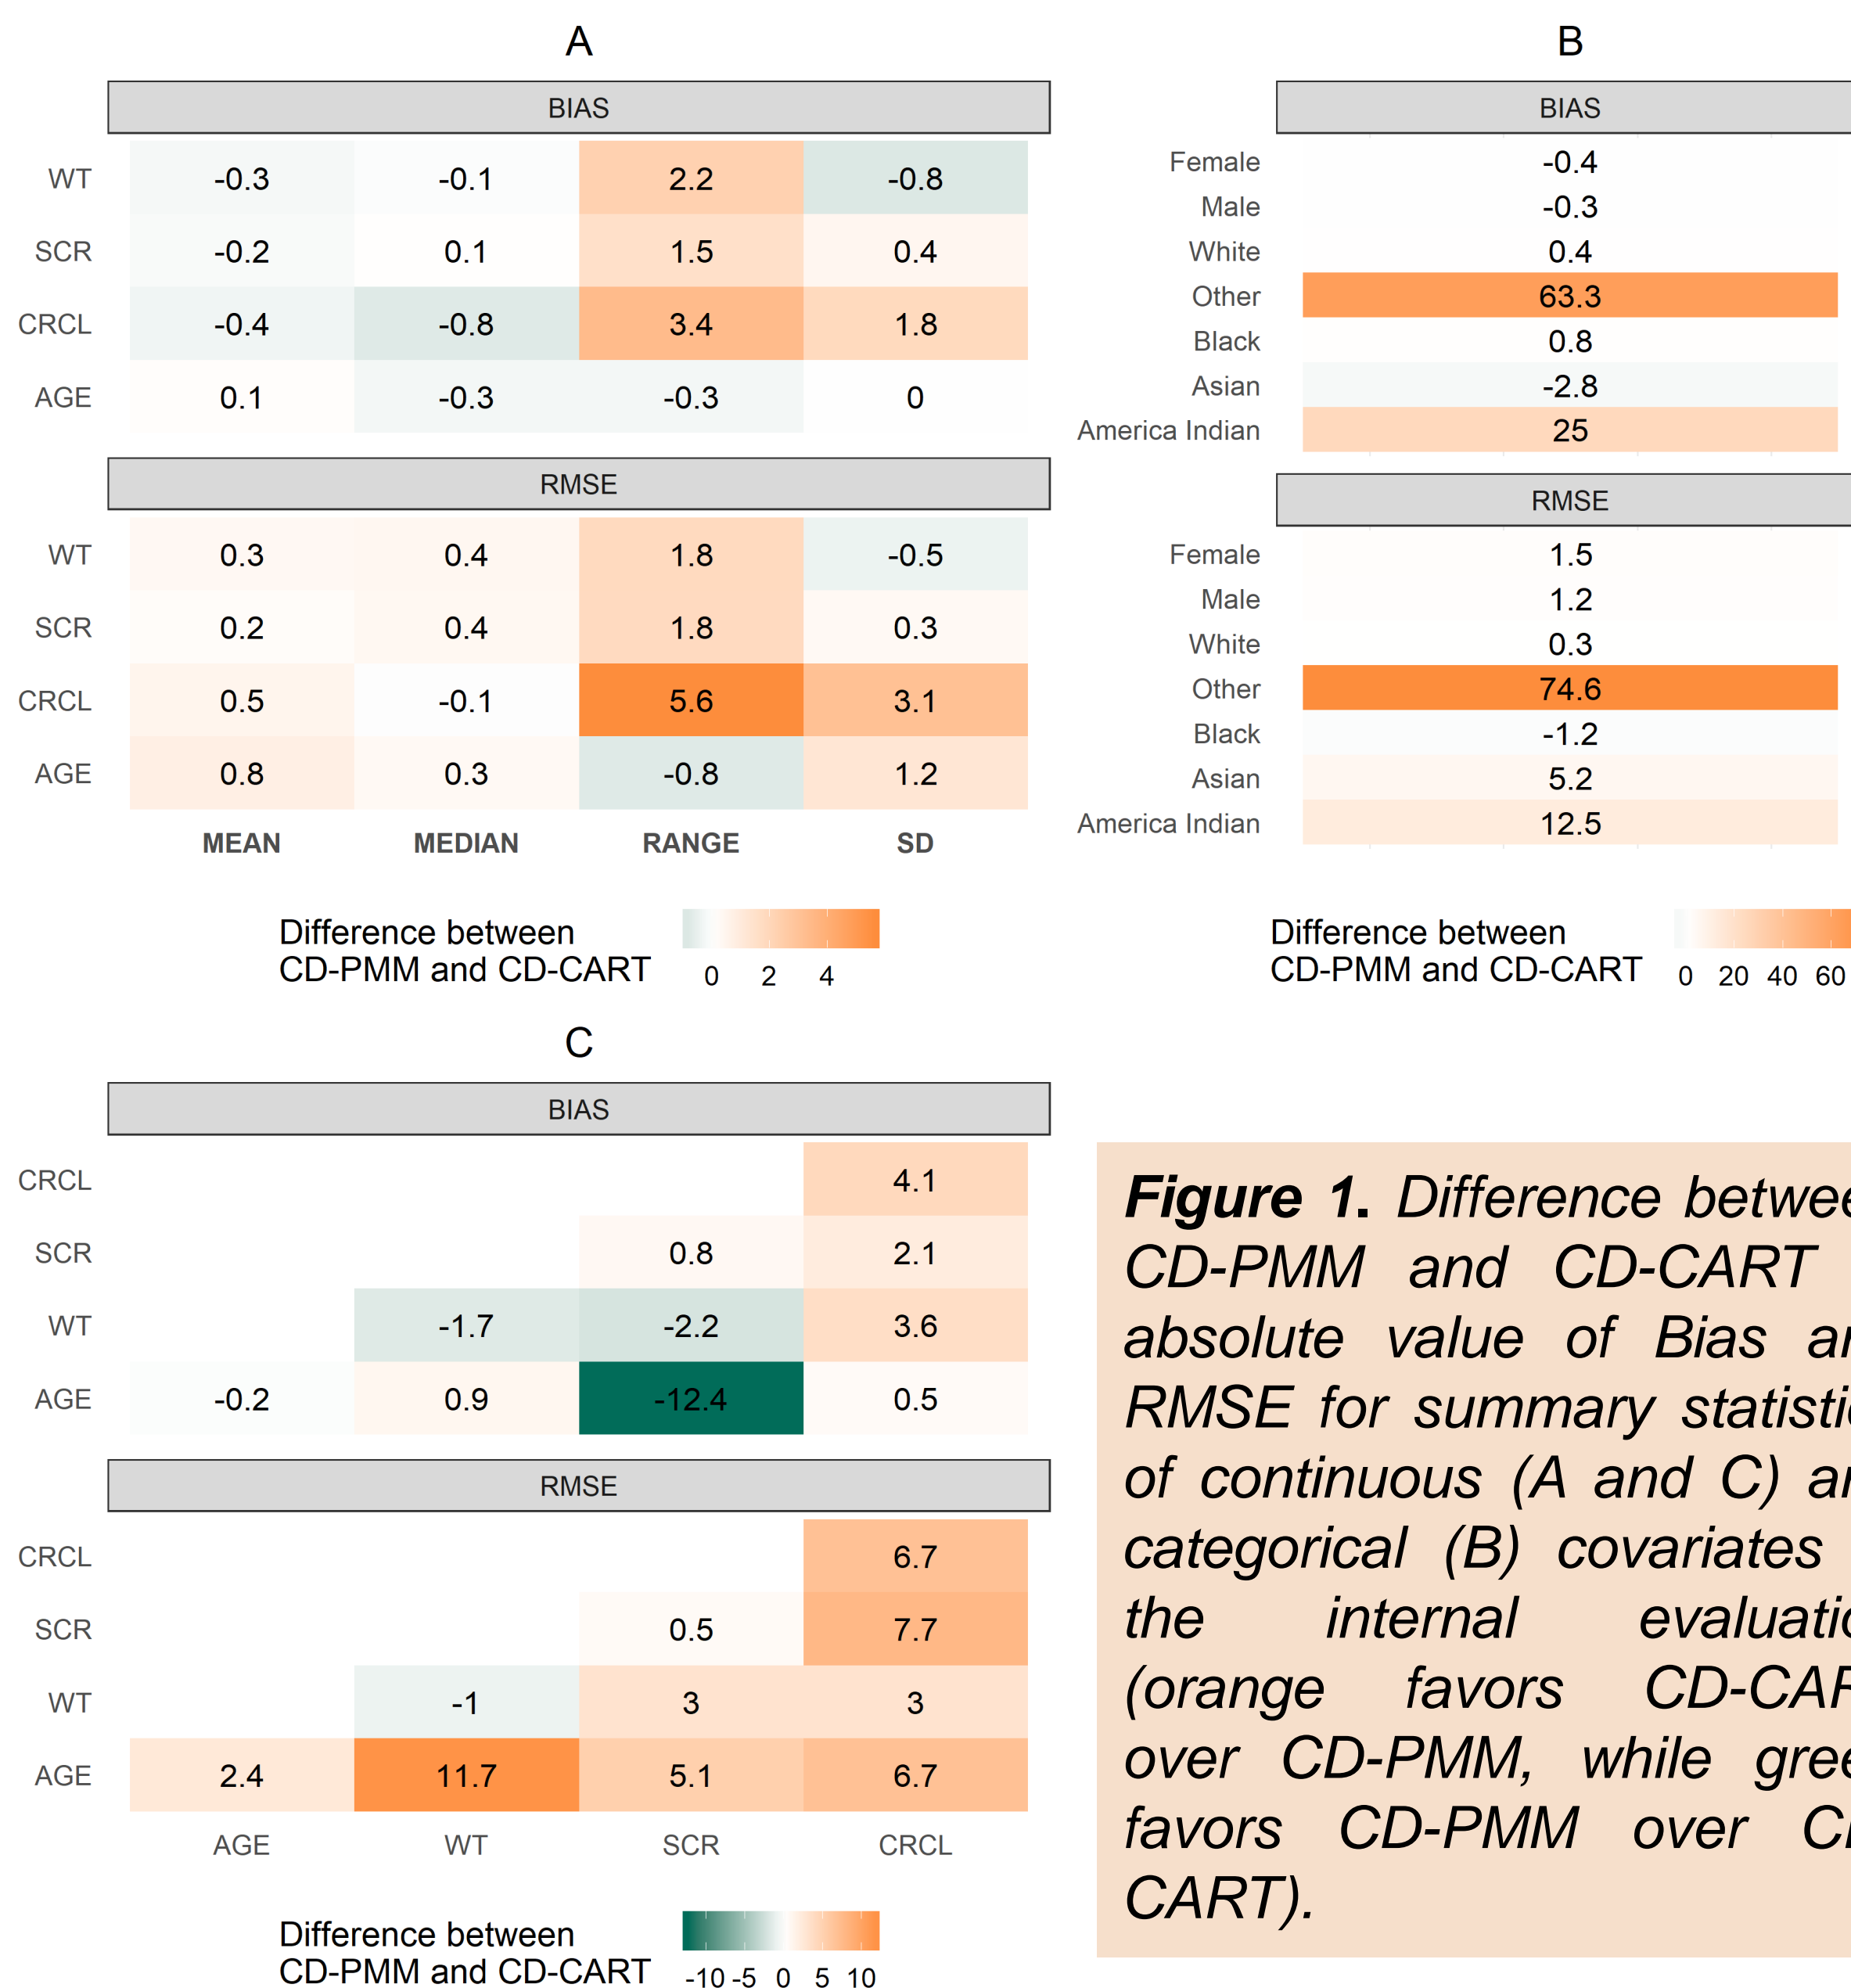 A
BIAS
WT -0.3 -0.1 2.2 -0.8
SCR -0.2 0.1 1.5 0.4
CRCL -0.4 -0.8 3.4 1.8
AGE 0.1 -0.3 -0.3 0
RMSE
WT 0.3 0.4 1.8 -0.5
SCR 0.2 0.4 1.8 0.3
CRCL 0.5 -0.1 5.6 3.1
AGE 0.8 0.3 -0.8 1.2
MEAN MEDIAN RANGE SD
Difference between
CD-PMM and CD-CART
0 2 4
B
BIAS
Female -0.4
Male -0.3
White 0.4
Other 63.3
Black 0.8
Asian -2.8
America Indian 25
RMSE
Female 1.5
Male 1.2
White 0.3
Other 74.6
Black -1.2
Asian 5.2
America Indian 12.5
Difference between
CD-PMM and CD-CART
0 20 40 60
C
BIAS
CRCL 4.1
SCR 0.8 2.1
WT -1.7 -2.2 3.6
AGE -0.2 0.9 -12.4 0.5
RMSE
CRCL 6.7
SCR 0.5 7.7
WT -1 3 3
AGE 2.4 11.7 5.1 6.7
AGE WT SCR CRCL
Difference between
CD-PMM and CD-CART
-10 -5 0 5 10
Figure 1. Difference
CD-PMM and CD-CART
absolute value of Bias
RMSE for summary
of continuous (A and C)
categorical (B) covariates
the internal
(orange favors
over CD-PMM, while
favors CD-PMM over
CART).